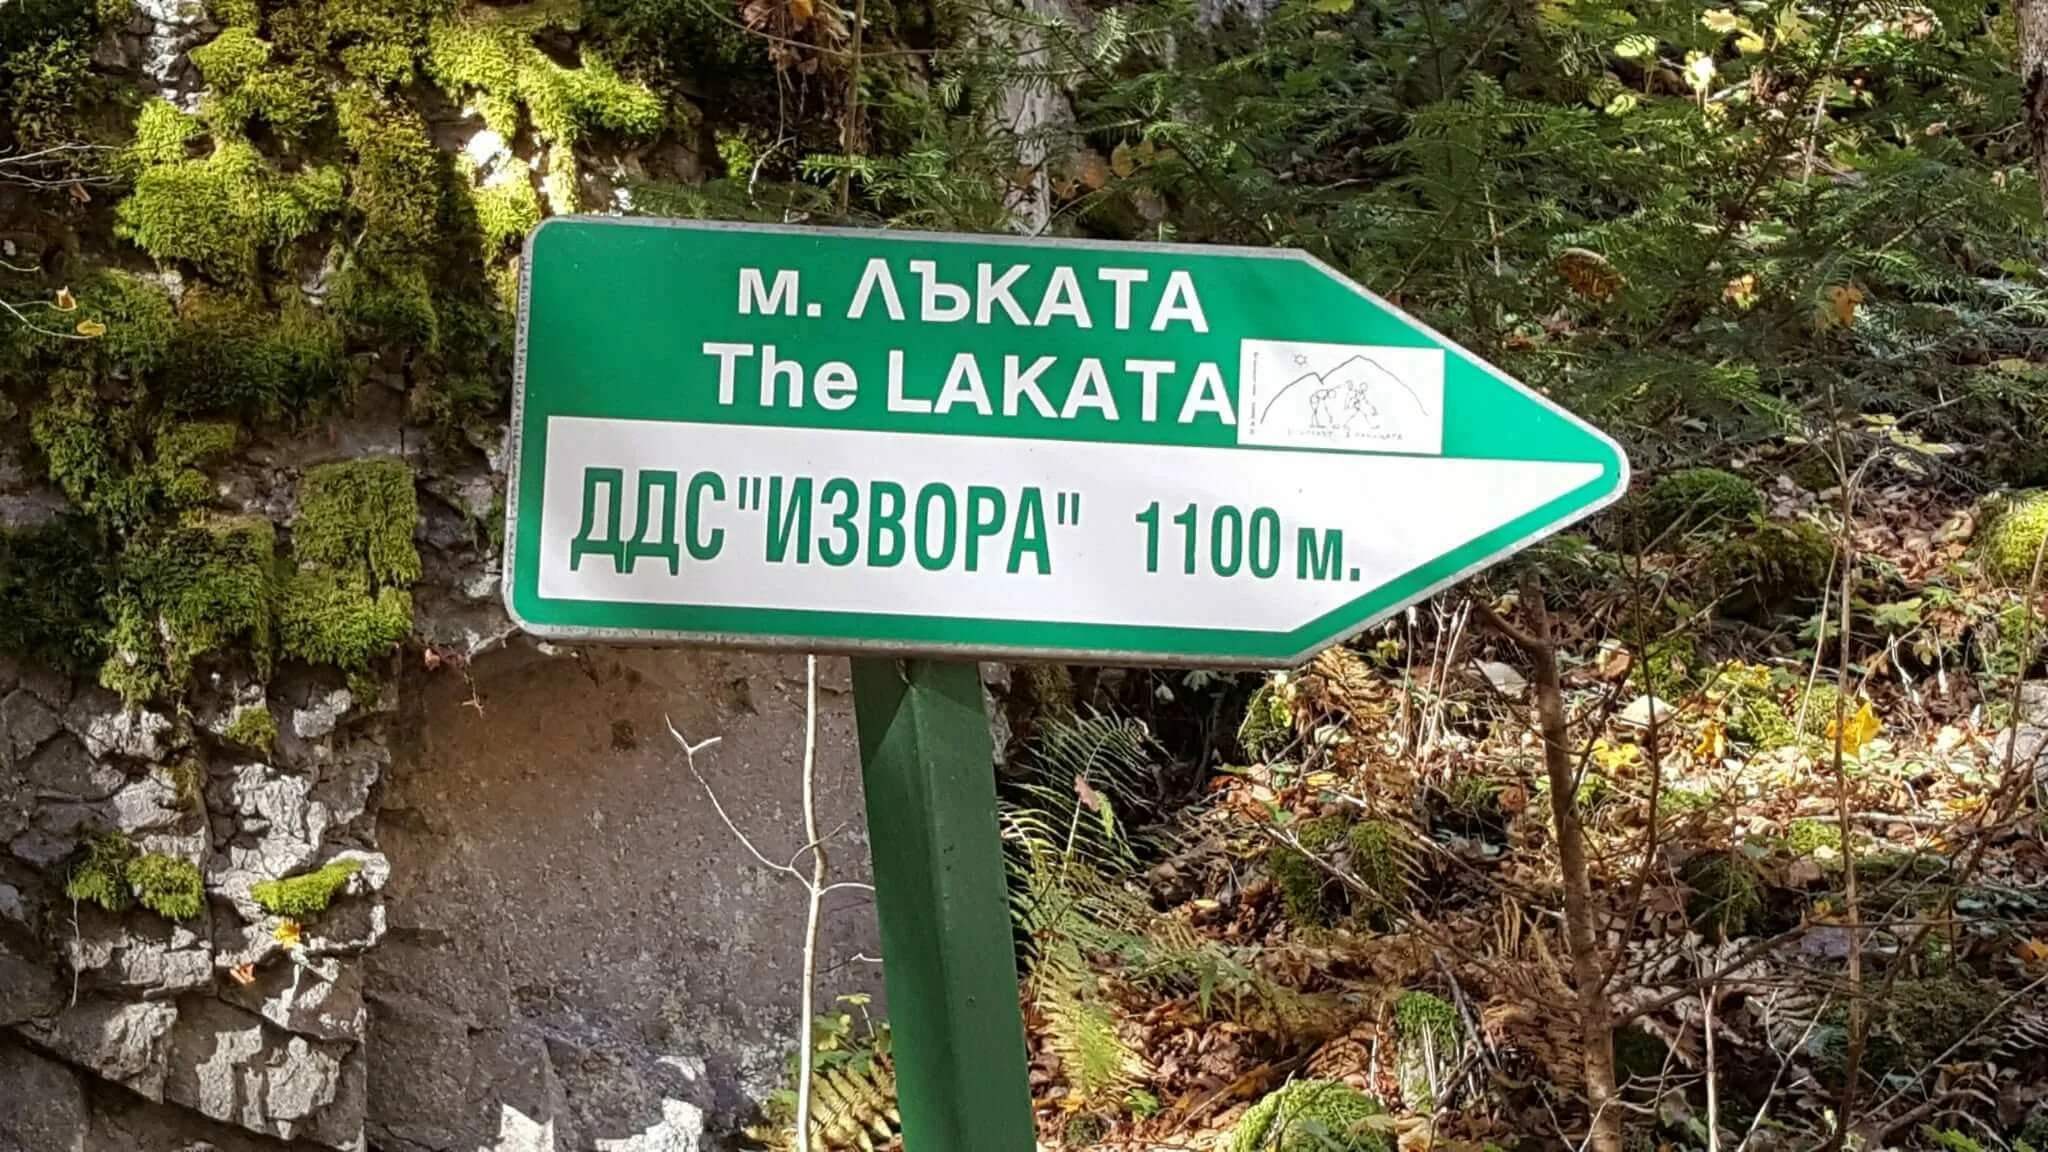 м. ЛЪКАТА
The LAKATA
ДДС "ИЗВОРА" 1100 м.